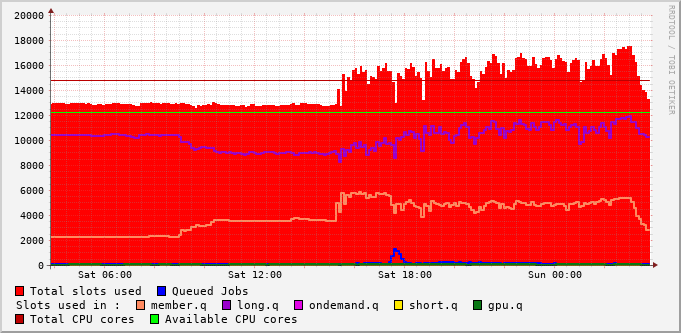 RRDTOOL / TOBI OETIKER
20000
18000
16000
14000
12000
10000
8000
6000
4000
2000
0
Sat 06:00 Sat 12:00 Sat 18:00 Sun 00:00
Total slots used Queued Jobs
Slots used in : member.q long.q ondemand.q short.q gpu.q
Total CPU cores Available CPU cores